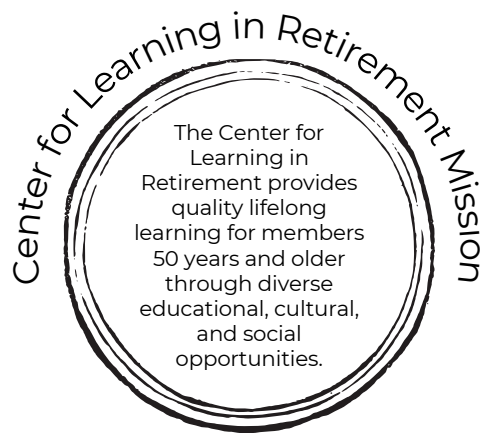 Center for Learning in Retirement Mission
The Center for
Learning in
Retirement provides
quality lifelong
learning for members
50 years and older
through diverse
educational, cultural,
and social
opportunities.